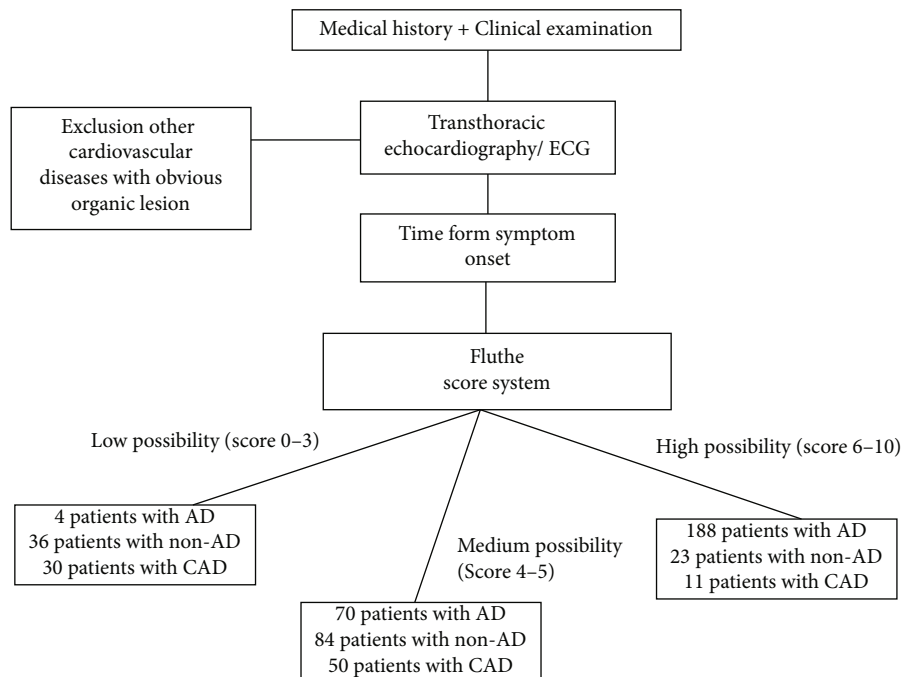 Medical history + Clinical examination
Exclusion other
cardiovascular
diseases with obvious
organic lesion
Transthoracic
echocardiography/ ECG
Time form symptom
onset
Fluthe
score system
Low possibility (score 0–3)
High possibility (score 6–10)
Medium possibility
(Score 4–5)
4 patients with AD
36 patients with non-AD
30 patients with CAD
70 patients with AD
84 patients with non-AD
50 patients with CAD
188 patients with AD
23 patients with non-AD
11 patients with CAD